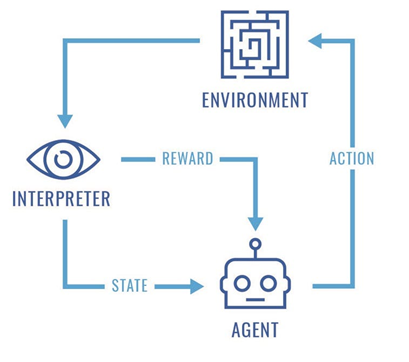 ENVIRONMENT
REWARD
ACTION
INTERPRETER
STATE
AGENT